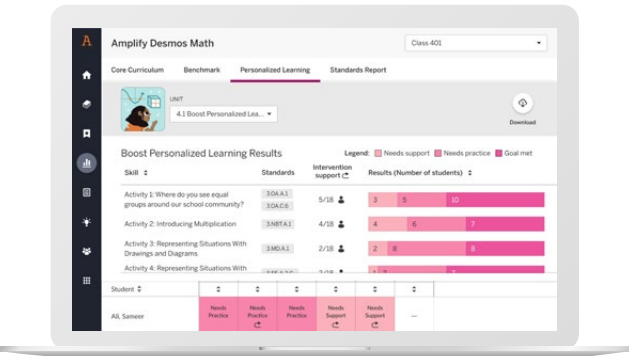 A
Amplify Desmos Math
Class 401
Core Curriculum Benchmark Personalized Learning Standards Report
UNIT
4.1 Boost Personalized Lea...
Download
Boost Personalized Learning Results
Legend: Needs support Needs practice Goal met
Skill Standards Intervention support Results (Number of students)
Activity 1: Where do you see equal
groups around our school community?
3.OA.A.1
3.OA.C.6
5/18
3 5 10
Activity 2: Introducing Multiplication
3.NBT.A.1
4/18
4 6 7
Activity 3: Representing Situations With
Drawings and Diagrams
3.MD.A.1
2/18
2 8 8
Activity 4: Representing Situations With
Student
Ali, Sameer
Needs Practice
Needs Practice
Needs Practice
Needs Support
Needs Support
—